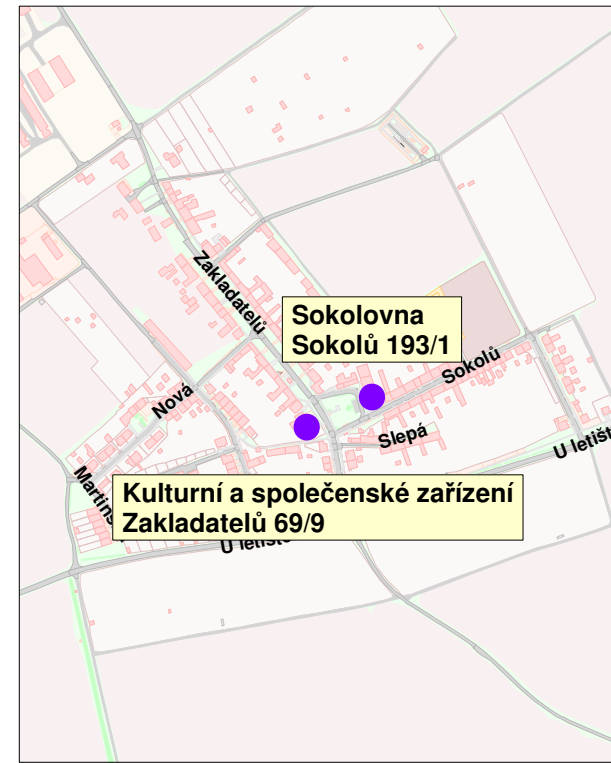 Zakladatelů
Sokolovna
Sokolů 193/1
Sokolů
Nová
Slepá
U letiště
Kulturní a společenské zařízení
Zakladatelů 69/9